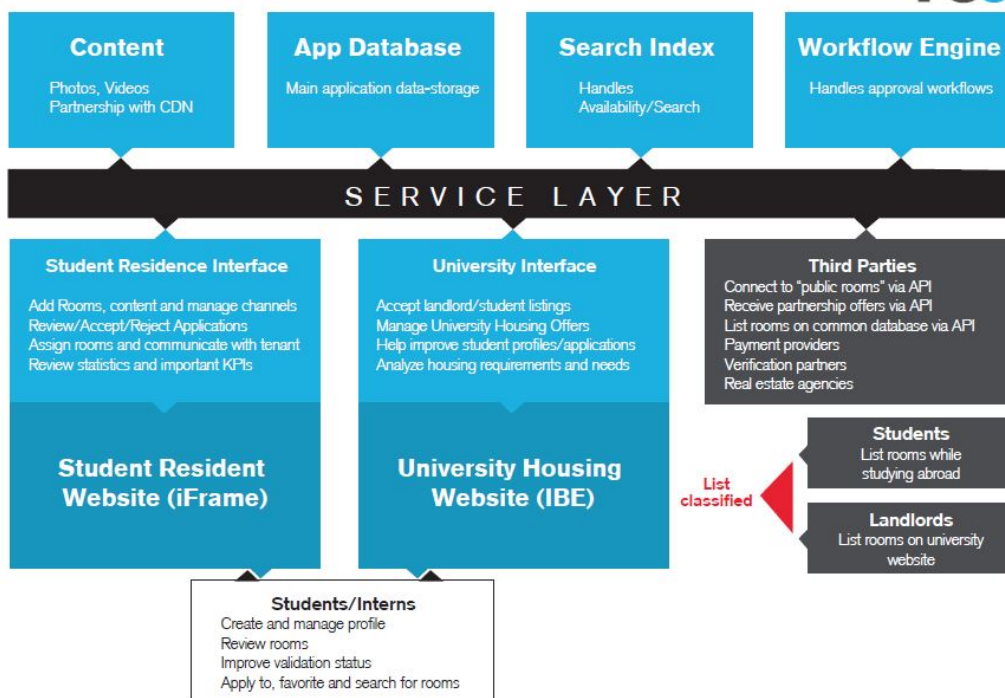 Content
Photos, Videos
Partnership with CDN
App Database
Main application data-storage
Search Index
Handles
Availability/Search
Workflow Engine
Handles approval workflows
SERVICE LAYER
Student Residence Interface
Add Rooms, content and manage channels
Review/Accept/Reject Applications
Assign rooms and communicate with tenant
Review statistics and important KPIs
University Interface
Accept landlord/student listings
Manage University Housing Offers
Help improve student profiles/applications
Analyze housing requirements and needs
Third Parties
Connect to "public rooms" via API
Receive partnership offers via API
List rooms on common database via API
Payment providers
Verification partners
Real estate agencies
Student Resident
Website (iFrame)
University Housing
Website (IBE)
List
classified
Students
List rooms while
studying abroad
Landlords
List rooms on university
website
Students/Interns
Create and manage profile
Review rooms
Improve validation status
Apply to, favorite and search for rooms